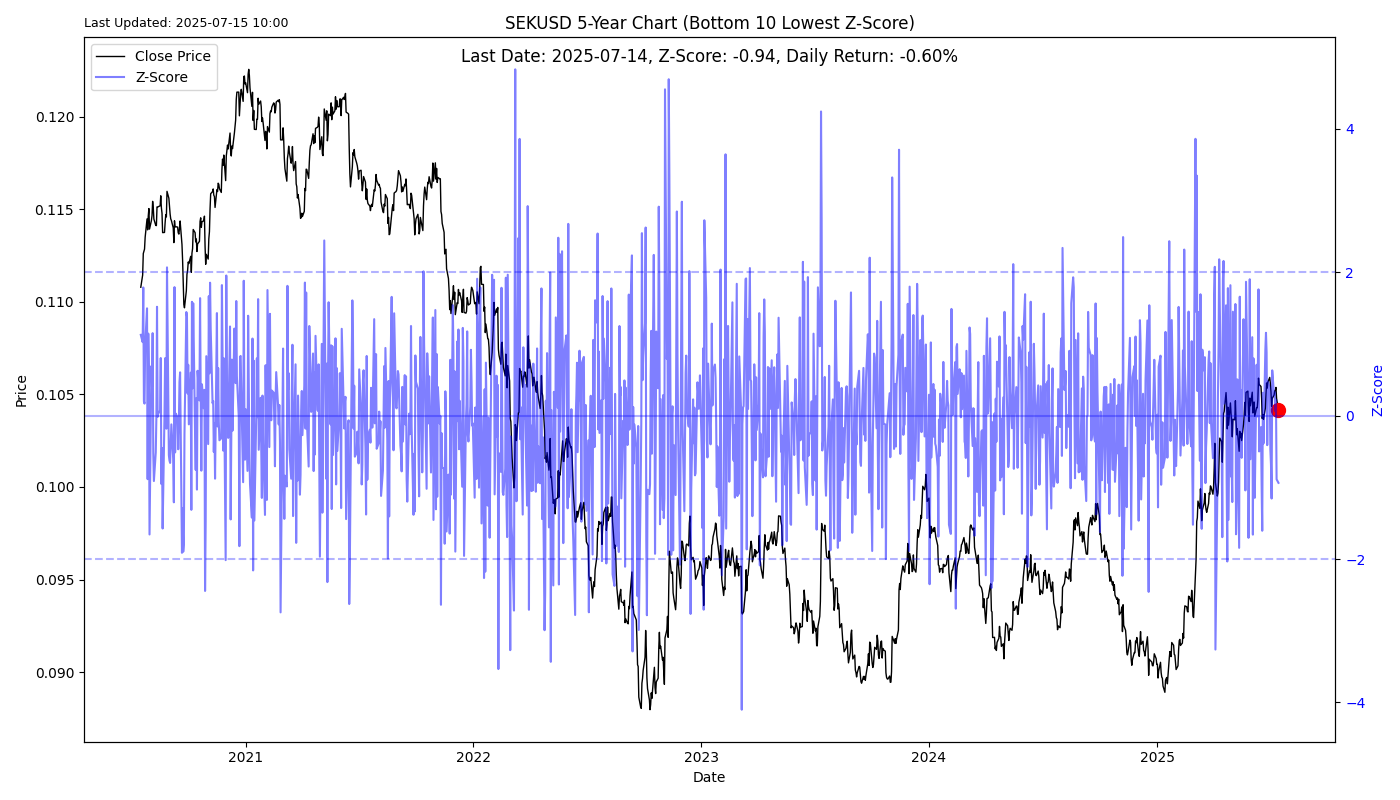 Last Updated: 2025-07-15 10:00
SEKUSD 5-Year Chart (Bottom 10 Lowest Z-Score)
Last Date: 2025-07-14, Z-Score: -0.94, Daily Return: -0.60%
Close Price
Z-Score
0.120
0.115
0.110
0.105
0.100
0.095
0.090
Price
4
2
0
−2
−4
Z-Score
2021
2022
2023
2024
2025
Date